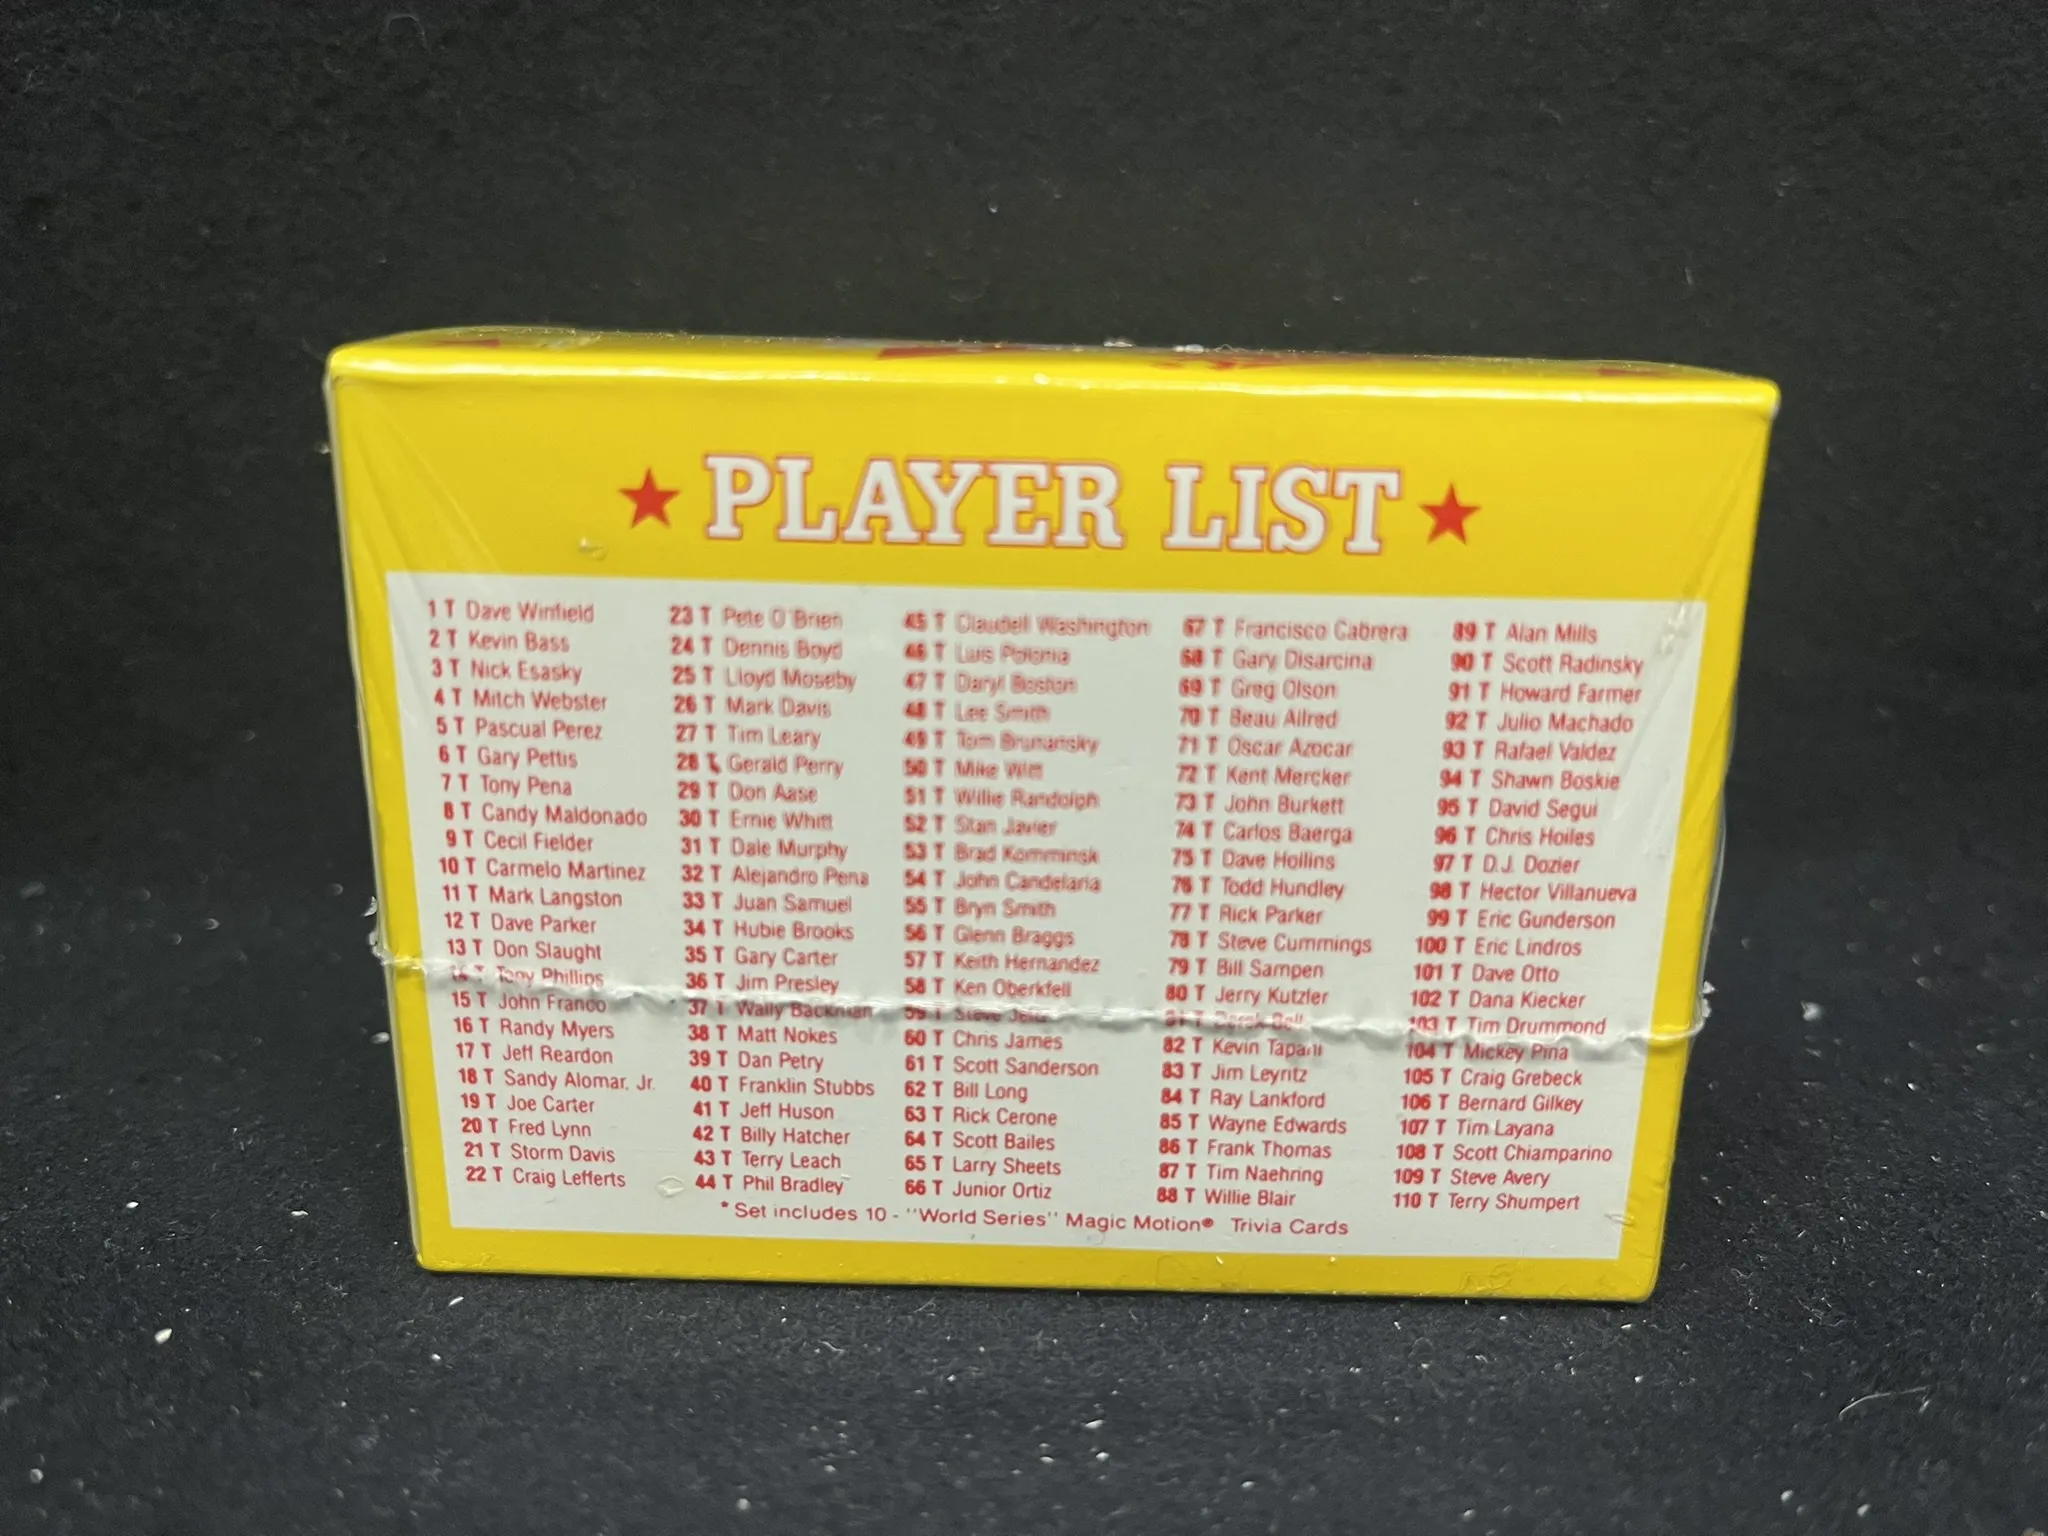 PLAYER LIST
1 T Dave Winfield
2 T Kevin Bass
3 T Nick Esasky
4 T Mitch Webster
5 T Pascual Perez
6 T Gary Pettis
7 T Tony Pena
8 T Candy Maldonado
9 T Cecil Fielder
10 T Carmelo Martinez
11 T Mark Langston
12 T Dave Parker
13 T Don Slaught
14 T Tony Phillips
15 T John Franco
16 T Randy Myers
17 T Jeff Reardon
18 T Sandy Alomar, Jr.
19 T Joe Carter
20 T Fred Lynn
21 T Storm Davis
22 T Craig Lefferts
23 T Pete O'Brien
24 T Dennis Boyd
25 T Lloyd Moseby
26 T Mark Davis
27 T Tim Leary
28 T Gerald Perry
29 T Don Aase
30 T Ernie Whitt
31 T Dale Murphy
32 T Alejandro Pena
33 T Juan Samuel
34 T Hubie Brooks
35 T Gary Carter
36 T Jim Presley
37 T Wally Backman
38 T Matt Nokes
39 T Dan Petry
40 T Franklin Stubbs
41 T Jeff Huson
42 T Billy Hatcher
43 T Terry Leach
44 T Phil Bradley
45 T Claudell Washington
46 T Luis Polonia
47 T Daryl Boston
48 T Lee Smith
49 T Tom Brunansky
50 T Mike Witt
51 T Willie Randolph
52 T Stan Javier
53 T Brad Komminsk
54 T John Candelaria
55 T Bryn Smith
56 T Glenn Braggs
57 T Keith Hernandez
58 T Ken Oberkfell
59 T Steve Jeltz
60 T Chris James
61 T Scott Sanderson
62 T Bill Long
63 T Rick Cerone
64 T Scott Bailes
65 T Larry Sheets
66 T Junior Ortiz
67 T Francisco Cabrera
68 T Gary Disarcina
69 T Greg Olson
70 T Beau Allred
71 T Oscar Azocar
72 T Kent Mercker
73 T John Burkett
74 T Carlos Baerga
75 T Dave Hollins
76 T Todd Hundley
77 T Rick Parker
78 T Steve Cummings
79 T Bill Sampen
80 T Jerry Kutzler
81 T Derek Bell
82 T Kevin Tapani
83 T Jim Leyritz
84 T Ray Lankford
85 T Wayne Edwards
86 T Frank Thomas
87 T Tim Naehring
88 T Willie Blair
89 T Alan Mills
90 T Scott Radinsky
91 T Howard Farmer
92 T Julio Machado
93 T Rafael Valdez
94 T Shawn Boskie
95 T David Segui
96 T Chris Hoiles
97 T D.J. Dozier
98 T Hector Villanueva
99 T Eric Gunderson
100 T Eric Lindros
101 T Dave Otto
102 T Dana Kiecker
103 T Tim Drummond
104 T Mickey Pina
105 T Craig Grebeck
106 T Bernard Gilkey
107 T Tim Layana
108 T Scott Chiamparino
109 T Steve Avery
110 T Terry Shumpert
*Set includes 10 - "World Series" Magic Motion® Trivia Cards